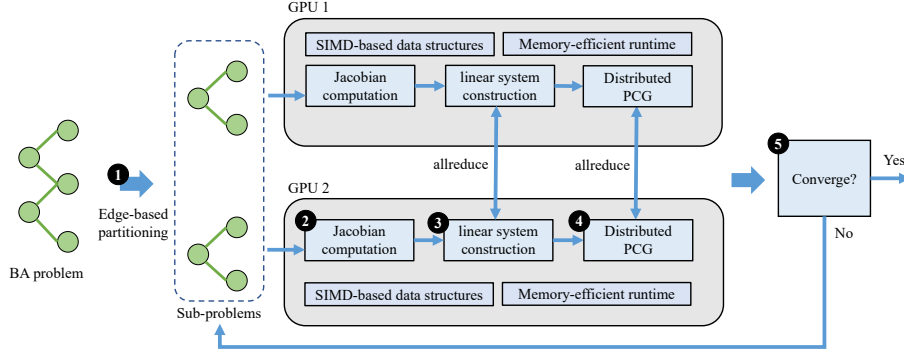 GPU 1
SIMD-based data structures
Memory-efficient runtime
Jacobian
computation
linear system
construction
Distributed
PCG
allreduce
allreduce
BA problem
1
Edge-based
partitioning
Sub-problems
GPU 2
2
Jacobian
computation
3
linear system
construction
4
Distributed
PCG
SIMD-based data structures
Memory-efficient runtime
5
Converge?
Yes
No